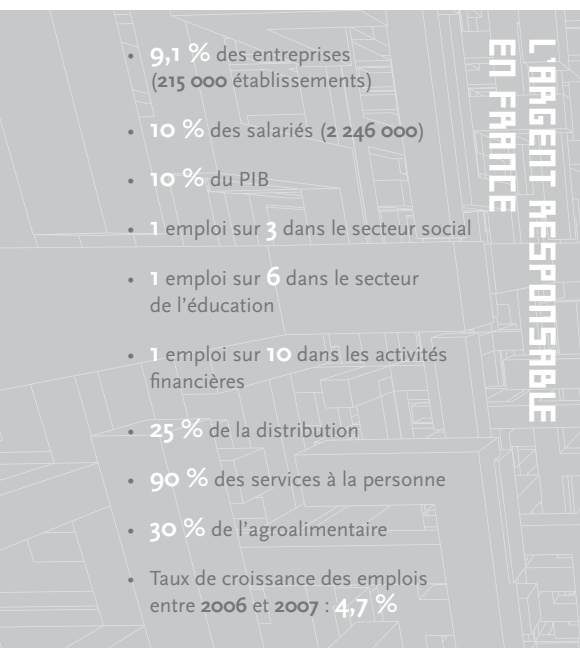 L'ARGENT RESPONSABLE
EN FRANCE
• 9,1 % des entreprises
(215 000 établissements)
• 10 % des salariés (2 246 000)
• 10 % du PIB
• 1 emploi sur 3 dans le secteur social
• 1 emploi sur 6 dans le secteur
de l'éducation
• 1 emploi sur 10 dans les activités
financières
• 25 % de la distribution
• 90 % des services à la personne
• 30 % de l'agroalimentaire
• Taux de croissance des emplois
entre 2006 et 2007 : 4,7 %